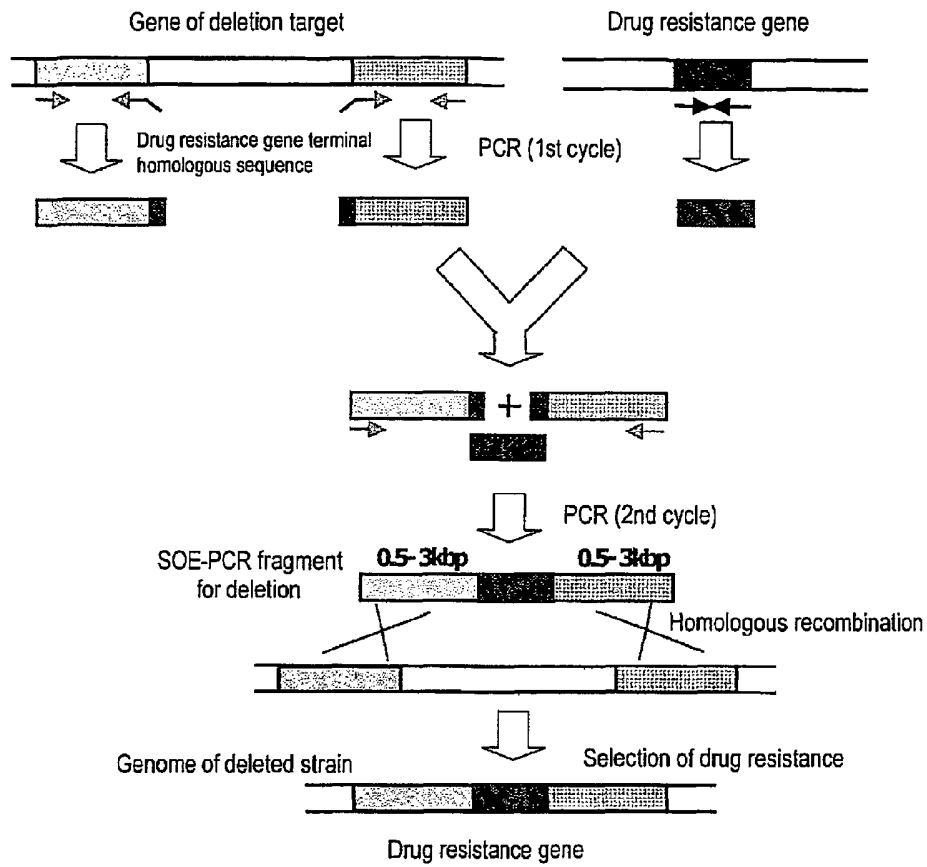 Gene of deletion target
Drug resistance gene
Drug resistance gene terminal
homologous sequence
PCR (1st cycle)
+
PCR (2nd cycle)
SOE-PCR fragment
for deletion
0.5- 3kbp
0.5- 3kbp
Homologous recombination
Genome of deleted strain
Selection of drug resistance
Drug resistance gene